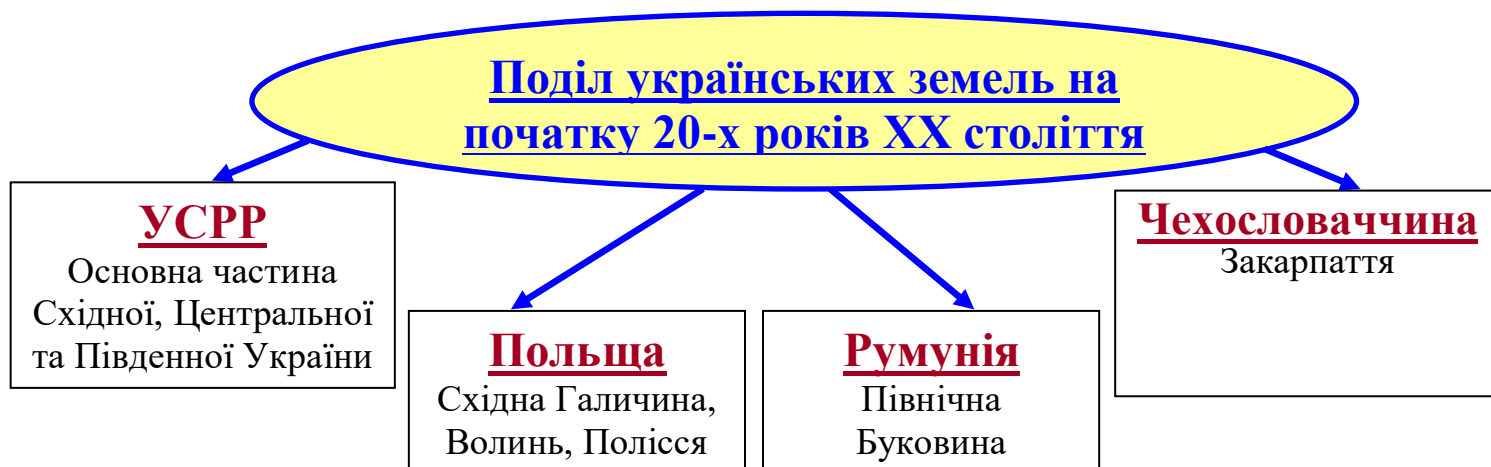 Поділ українських земель на
початку 20-х років ХХ століття
УСРР
Основна частина
Східної, Центральної
та Південної України
Польща
Східна Галичина,
Волинь, Полісся
Румунія
Північна
Буковина
Чехословаччина
Закарпаття